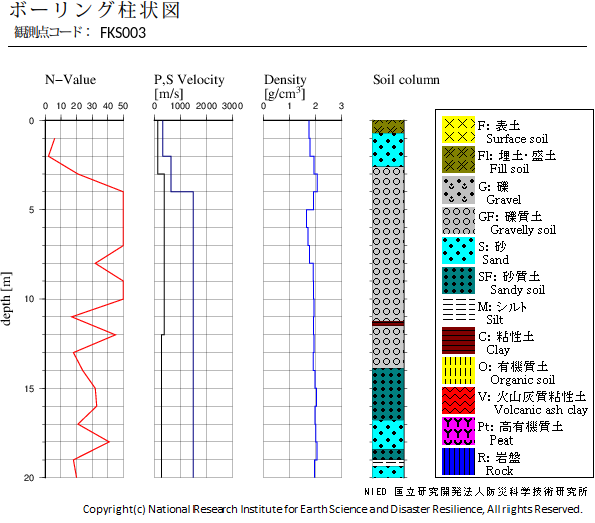 ボーリング柱状図
観測点コード： FKS003
N−Value P,S Velocity Density Soil column
[m/s] [g/cm³]
0 10 20 30 40 50 0 1500 3000 0 1 2 3
0
5
10
15
20
depth [m]
F: 表土
Surface soil
Fl: 埋土・盛土
Fill soil
G: 礫
Gravel
GF: 礫質土
Gravelly soil
S: 砂
Sand
SF: 砂質土
Sandy soil
M: シルト
Silt
C: 粘性土
Clay
O: 有機質土
Organic soil
V: 火山灰質粘性土
Volcanic ash clay
Pt: 高有機質土
Peat
R: 岩盤
Rock
NIED 国立研究開発法人防災科学技術研究所
Copyright(c) National Research Institute for Earth Science and Disaster Resilience, All rights Reserved.